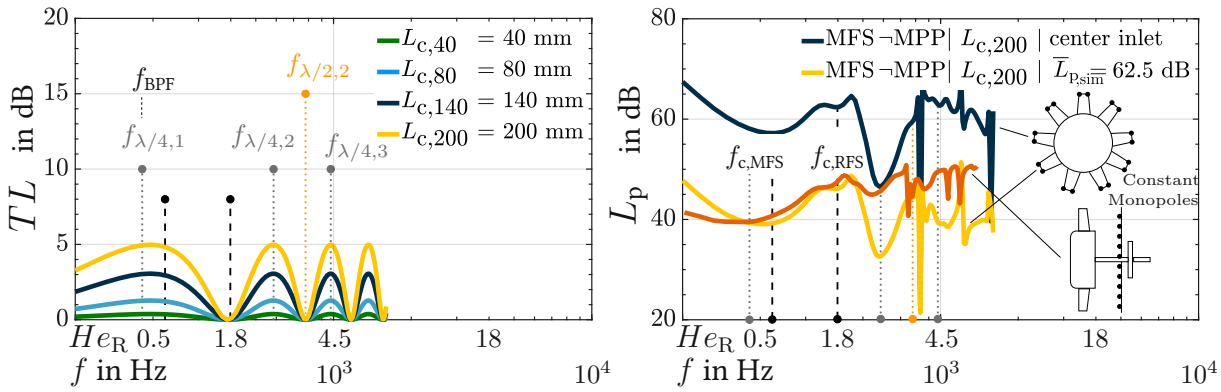 20
15
10
5
0
TL in dB
f_BPF
f_λ/4,1
f_λ/4,2
f_λ/2,2
f_λ/4,3
L_c,40 = 40 mm
L_c,80 = 80 mm
L_c,140 = 140 mm
L_c,200 = 200 mm
He_R 0.5 1.8 4.5 18
f in Hz 10^3 10^4
80
60
40
20
L_p in dB
MFS ¬MPP| L_c,200 | center inlet
MFS ¬MPP| L_c,200 | L̅_p,sim = 62.5 dB
f_c,MFS
f_c,RFS
Constant
Monopoles
He_R 0.5 1.8 4.5 18
f in Hz 10^3 10^4